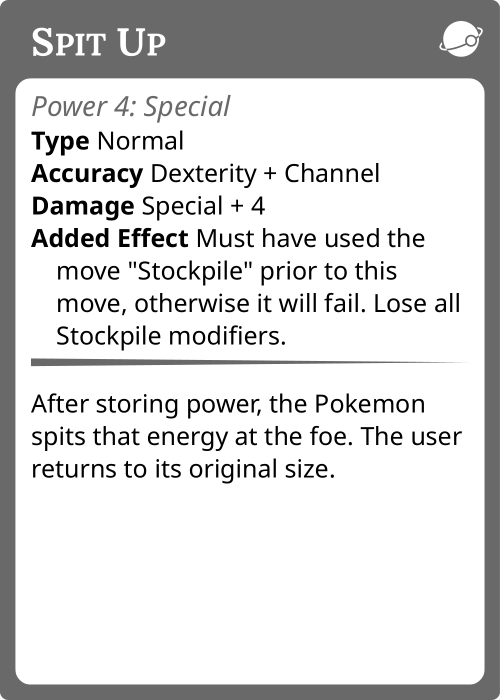 Spit Up
Power 4: Special
Type Normal
Accuracy Dexterity + Channel
Damage Special + 4
Added Effect Must have used the
move "Stockpile" prior to this
move, otherwise it will fail. Lose all
Stockpile modifiers.
After storing power, the Pokemon
spits that energy at the foe. The user
returns to its original size.